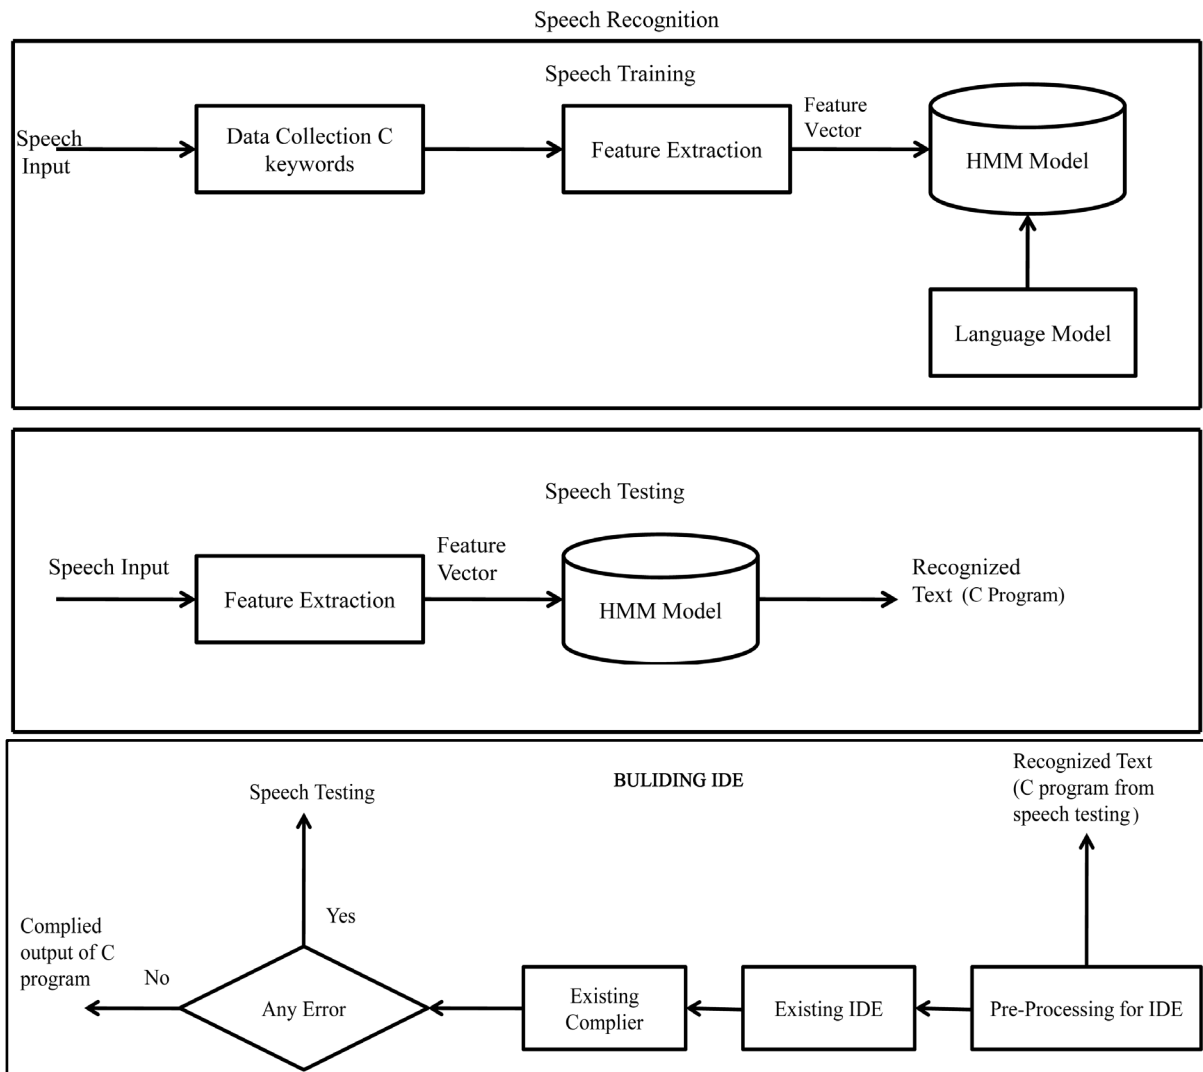 Speech Recognition
Speech Training
Speech
Input
Data Collection C
keywords
Feature Extraction
Feature
Vector
HMM Model
Language Model
Speech Testing
Speech Input
Feature Extraction
Feature
Vector
HMM Model
Recognized
Text (C Program)
BULIDING IDE
Recognized Text
(C program from
speech testing)
Speech Testing
Yes
Complied
output of C
program
No
Any Error
Existing
Complier
Existing IDE
Pre-Processing for IDE